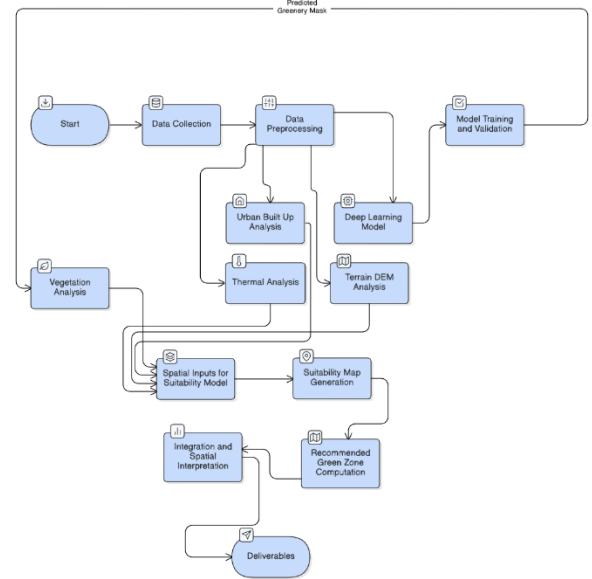 Predicted
Greenery Mask
Start
Data Collection
Data
Preprocessing
Model Training
and Validation
Urban Built Up
Analysis
Deep Learning
Model
Vegetation
Analysis
Thermal Analysis
Terrain DEM
Analysis
Spatial Inputs for
Suitability Model
Suitability Map
Generation
Integration and
Spatial
Interpretation
Recommended
Green Zone
Computation
Deliverables